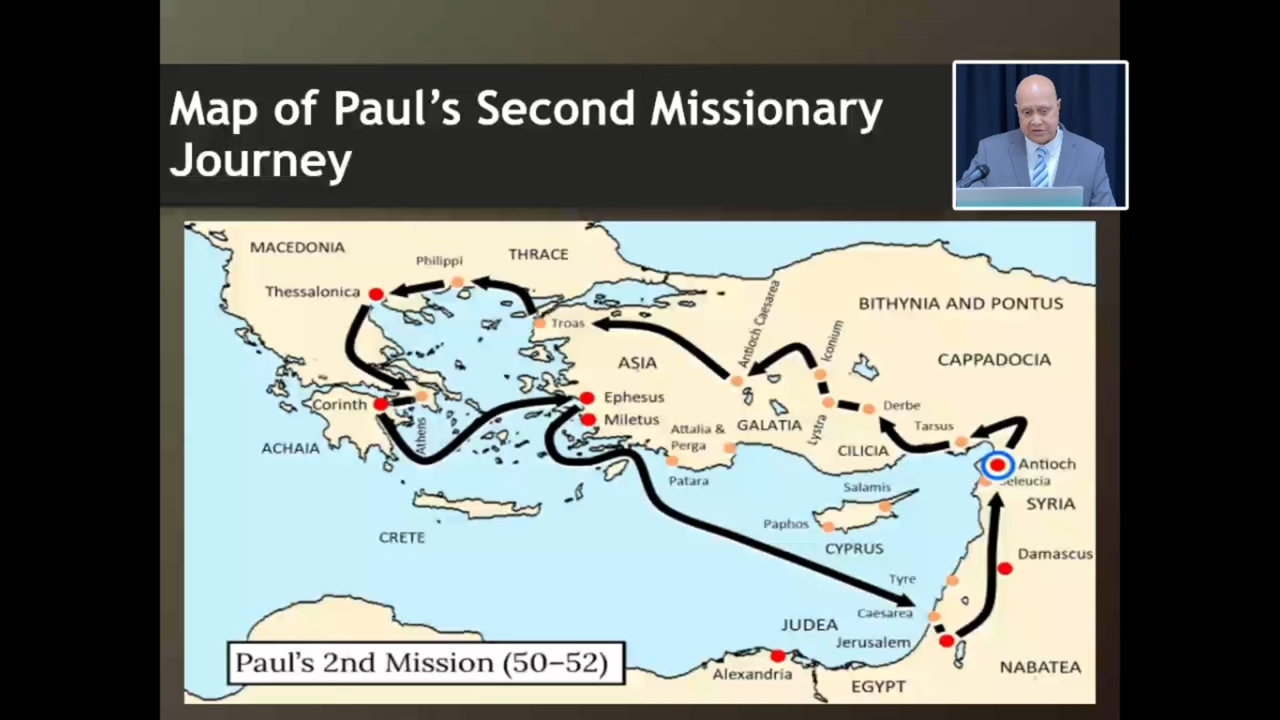 Map of Paul's Second Missionary
Journey
MACEDONIA
THRACE
Philippi
Thessalonica
Troas
Antioch Caesarea
Iconium
BITHYNIA AND PONTUS
CAPPADOCIA
ASIA
Ephesus
Miletus
Corinth
Athens
ACHAIA
Attalia &
Perga
Patara
GALATIA
Lystra
Derbe
Tarsus
CILICIA
Antioch
Seleucia
SYRIA
Salamis
Paphos
CYPRUS
CRETE
Damascus
Tyre
Caesarea
JUDEA
Jerusalem
Paul's 2nd Mission (50–52)
Alexandria
EGYPT
NABATEA